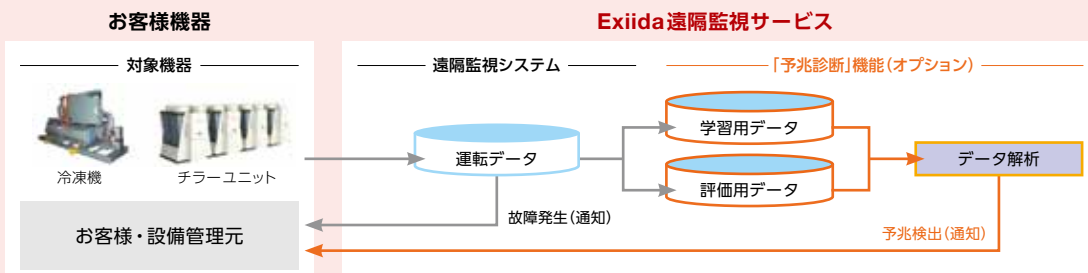 お客様機器
Exiida遠隔監視サービス
対象機器
遠隔監視システム
「予兆診断」機能(オプション)
学習用データ
運転データ
データ解析
冷凍機
チラーユニット
評価用データ
故障発生(通知)
お客様・設備管理元
予兆検出(通知)